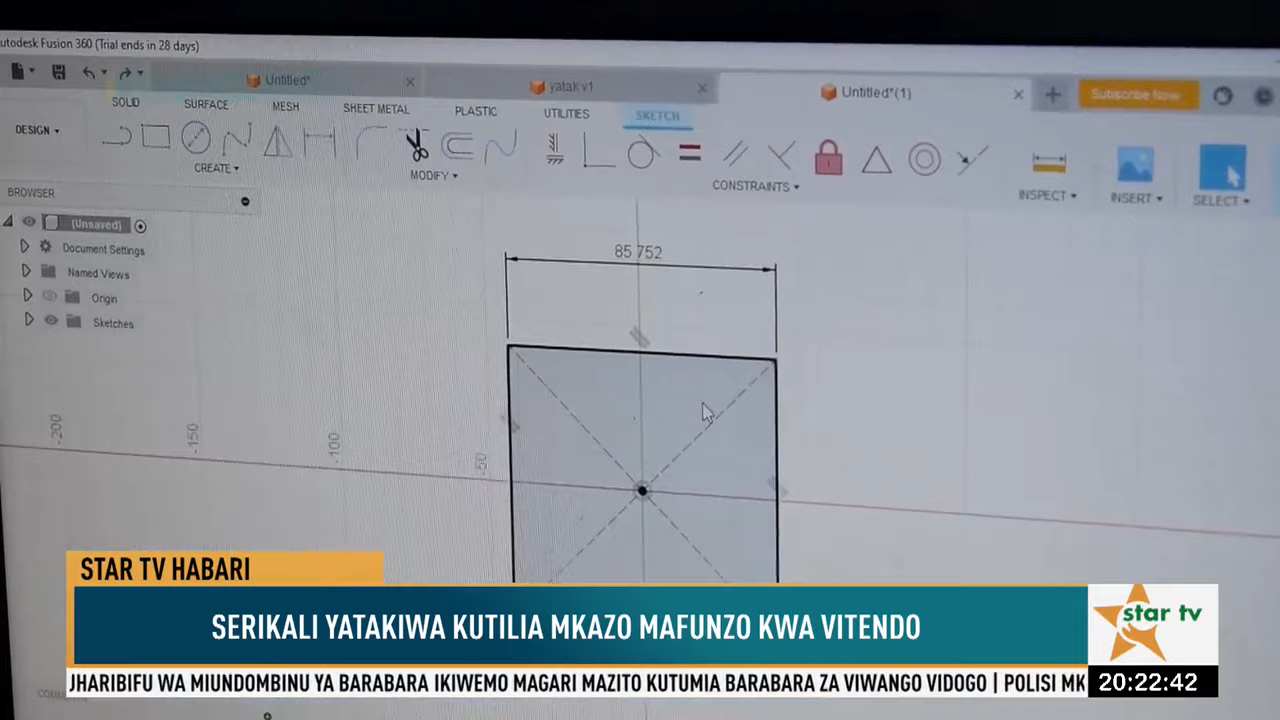 utodesk Fusion 360 (Trial ends in 28 days)
Untitled*
yatak v1
Untitled*(1)
Subscribe Now
SOLID
SURFACE
MESH
SHEET METAL
PLASTIC
UTILITIES
SKETCH
DESIGN
CREATE
MODIFY
CONSTRAINTS
INSPECT
INSERT
SELECT
BROWSER
(Unsaved)
Document Settings
Named Views
Origin
Sketches
85 752
-200
-150
-100
-50
STAR TV HABARI
SERIKALI YATAKIWA KUTILIA MKAZO MAFUNZO KWA VITENDO
star tv
JHARIBIFU WA MIUNDOMBINU YA BARABARA IKIWEMO MAGARI MAZITO KUTUMIA BARABARA ZA VIWANGO VIDOGO | POLISI MK
20:22:42